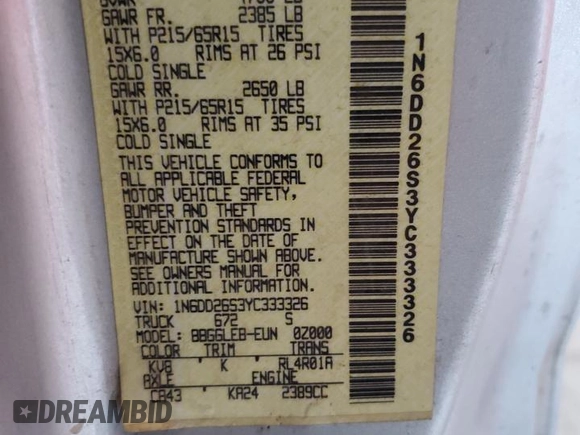 GAWR FR. 2385 LB
WITH P215/65R15 TIRES
15X6.0 RIMS AT 26 PSI
COLD SINGLE
GAWR RR. 2650 LB
WITH P215/65R15 TIRES
15X6.0 RIMS AT 35 PSI
COLD SINGLE
THIS VEHICLE CONFORMS TO
ALL APPLICABLE FEDERAL
MOTOR VEHICLE SAFETY,
BUMPER AND THEFT
PREVENTION STANDARDS IN
EFFECT ON THE DATE OF
MANUFACTURE SHOWN ABOVE.
SEE OWNERS MANUAL FOR
ADDITIONAL INFORMATION.
VIN: 1N6DD26S3YC333326
TRUCK 672 S
MODEL: BBGGLEB-EUN 0Z000
COLOR TRIM TRANS
KV8 K RL4R01A
AXLE ENGINE
CB43 KA24 2389CC
1N6DD26S3YC333326
DREAMBID